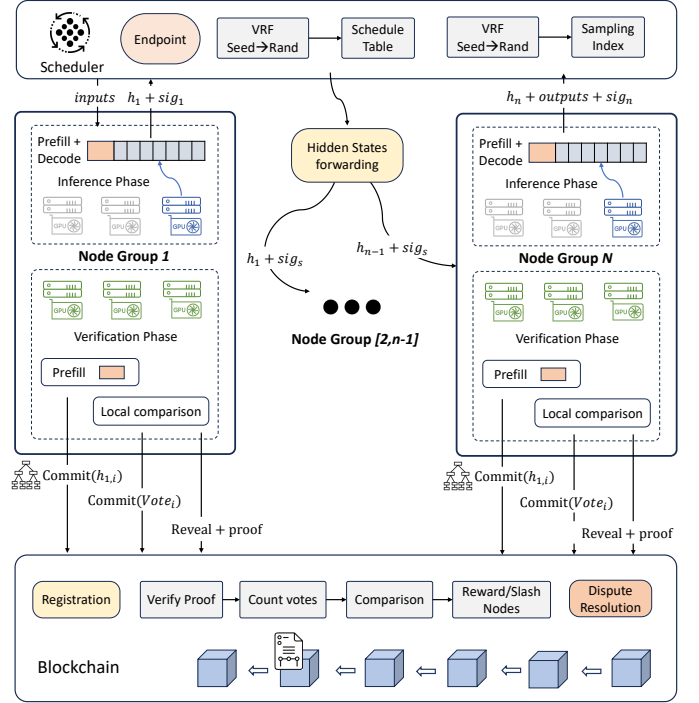 Scheduler
Endpoint
VRF
Seed→Rand
Schedule
Table
VRF
Seed→Rand
Sampling
Index
inputs
h₁ + sig₁
hₙ + outputs + sigₙ
Prefill +
Decode
Inference Phase
GPU
GPU
GPU
Node Group 1
GPU
GPU
GPU
Verification Phase
Prefill
Local comparison
Hidden States
forwarding
h₁ + sigₛ
hₙ₋₁ + sigₛ
Node Group [2,n-1]
Prefill +
Decode
Inference Phase
GPU
GPU
GPU
Node Group N
GPU
GPU
GPU
Verification Phase
Prefill
Local comparison
Commit(h₁,ᵢ)
Commit(Voteᵢ)
Reveal + proof
Commit(h₁,ᵢ)
Commit(Voteᵢ)
Reveal + proof
Registration
Verify Proof
Count votes
Comparison
Reward/Slash
Nodes
Dispute
Resolution
Blockchain